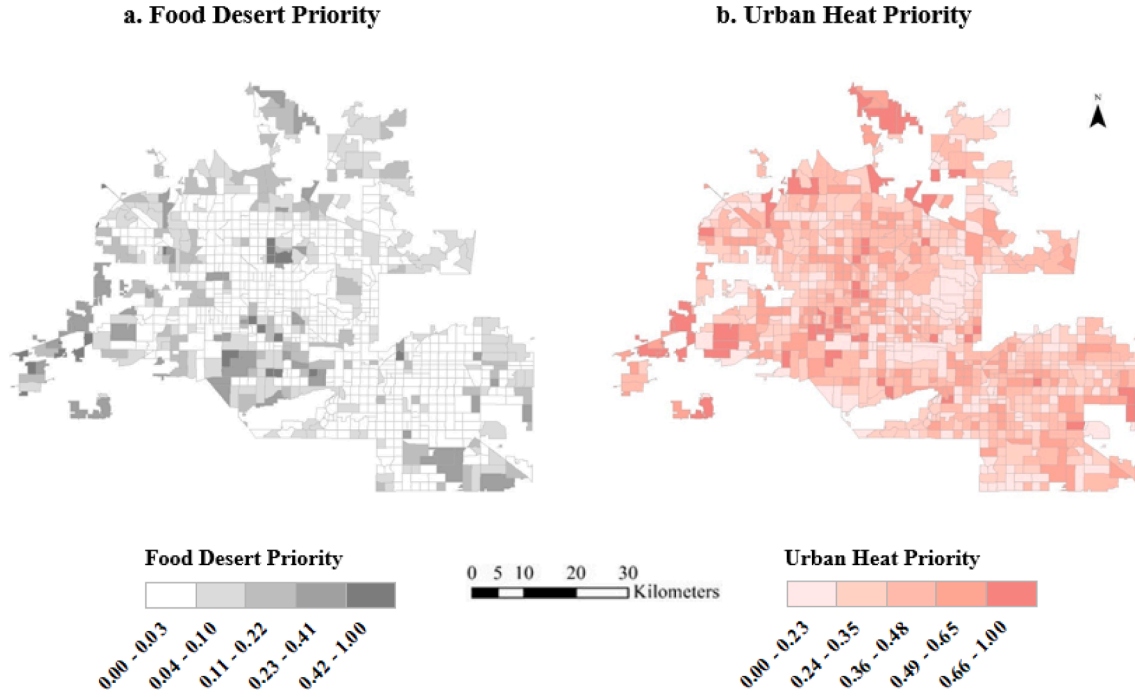 a. Food Desert Priority
b. Urban Heat Priority
N
Food Desert Priority
0.00 - 0.03
0.04 - 0.10
0.11 - 0.22
0.23 - 0.41
0.42 - 1.00
0 5 10 20 30
Kilometers
Urban Heat Priority
0.00 - 0.23
0.24 - 0.35
0.36 - 0.48
0.49 - 0.65
0.66 - 1.00